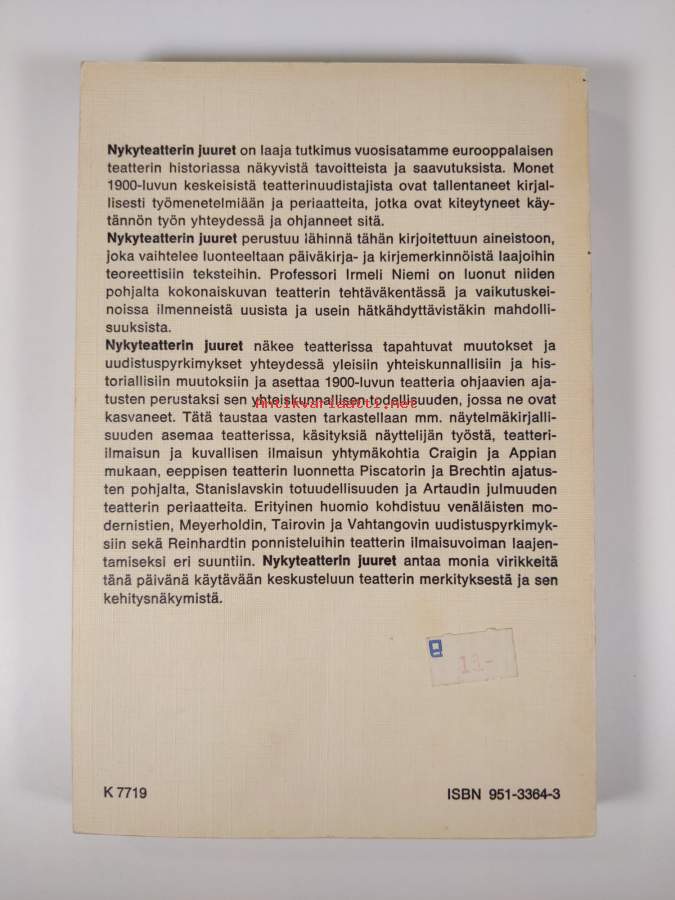 Nykyteatterin juuret on laaja tutkimus vuosisatamme eurooppalaisen
teatterin historiassa näkyvistä tavoitteista ja saavutuksista. Monet
1900-luvun keskeisistä teatterinuudistajista ovat tallentaneet kirjal-
lisesti työmenetelmiään ja periaatteita, jotka ovat kiteytyneet käy-
tännön työn yhteydessä ja ohjanneet sitä.
Nykyteatterin juuret perustuu lähinnä tähän kirjoitettuun aineistoon,
joka vaihtelee luonteeltaan päiväkirja- ja kirjemerkinnöistä laajoihin
teoreettisiin teksteihin. Professori Irmeli Niemi on luonut niiden
pohjalta kokonaiskuvan teatterin tehtäväkentässä ja vaikutuskei-
noissa ilmenneistä uusista ja usein hätkähdyttävistäkin mahdolli-
suuksista.
Nykyteatterin juuret näkee teatterissa tapahtuvat muutokset ja
uudistuspyrkimykset yhteydessä yleisiin yhteiskunnallisiin ja his-
toriallisiin muutoksiin ja asettaa 1900-luvun teatteria ohjaavien aja-
tusten perustaksi sen yhteiskunnallisen todellisuuden, jossa ne ovat
Antikvariaatti.net
kasvaneet. Tätä taustaa vasten tarkastellaan mm. näytelmäkirjalli-
suuden asemaa teatterissa, käsityksiä näyttelijän työstä, teatteri-
ilmaisun ja kuvallisen ilmaisun yhtymäkohtia Craigin ja Appian
mukaan, eeppisen teatterin luonnetta Piscatorin ja Brechtin ajatus-
ten pohjalta, Stanislavskin totuudellisuuden ja Artaudin julmuuden
teatterin periaatteita. Erityinen huomio kohdistuu venäläisten mo-
dernistien, Meyerholdin, Tairovin ja Vahtangovin uudistuspyrkimyk-
siin sekä Reinhardtin ponnisteluihin teatterin ilmaisuvoiman laajen-
tamiseksi eri suuntiin. Nykyteatterin juuret antaa monia virikkeitä
tänä päivänä käytävään keskusteluun teatterin merkityksestä ja sen
kehitysnäkymistä.
13.-
K 7719
ISBN 951-3364-3